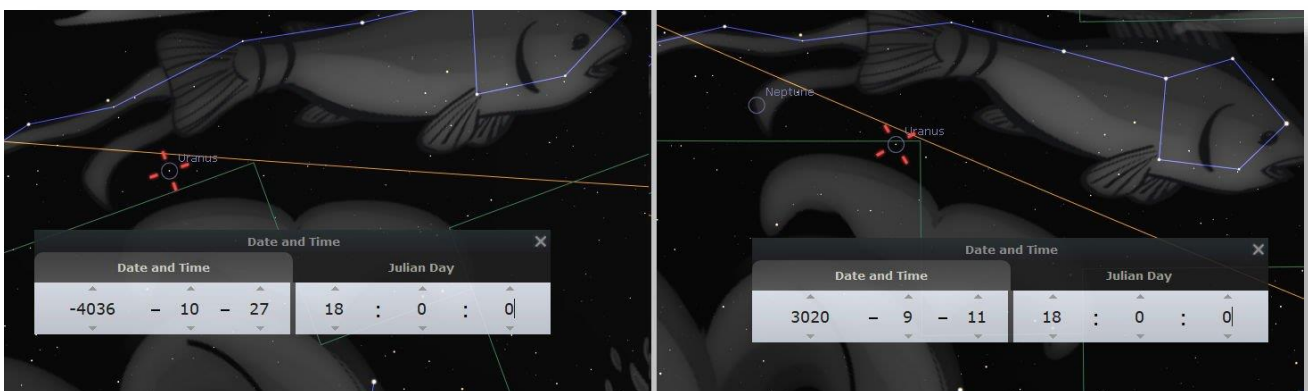 Uranus
Date and Time ×
Date and Time Julian Day
-4036 – 10 – 27 18 : 0 : 0
Neptune
Uranus
Date and Time ×
Date and Time Julian Day
3020 – 9 – 11 18 : 0 : 0